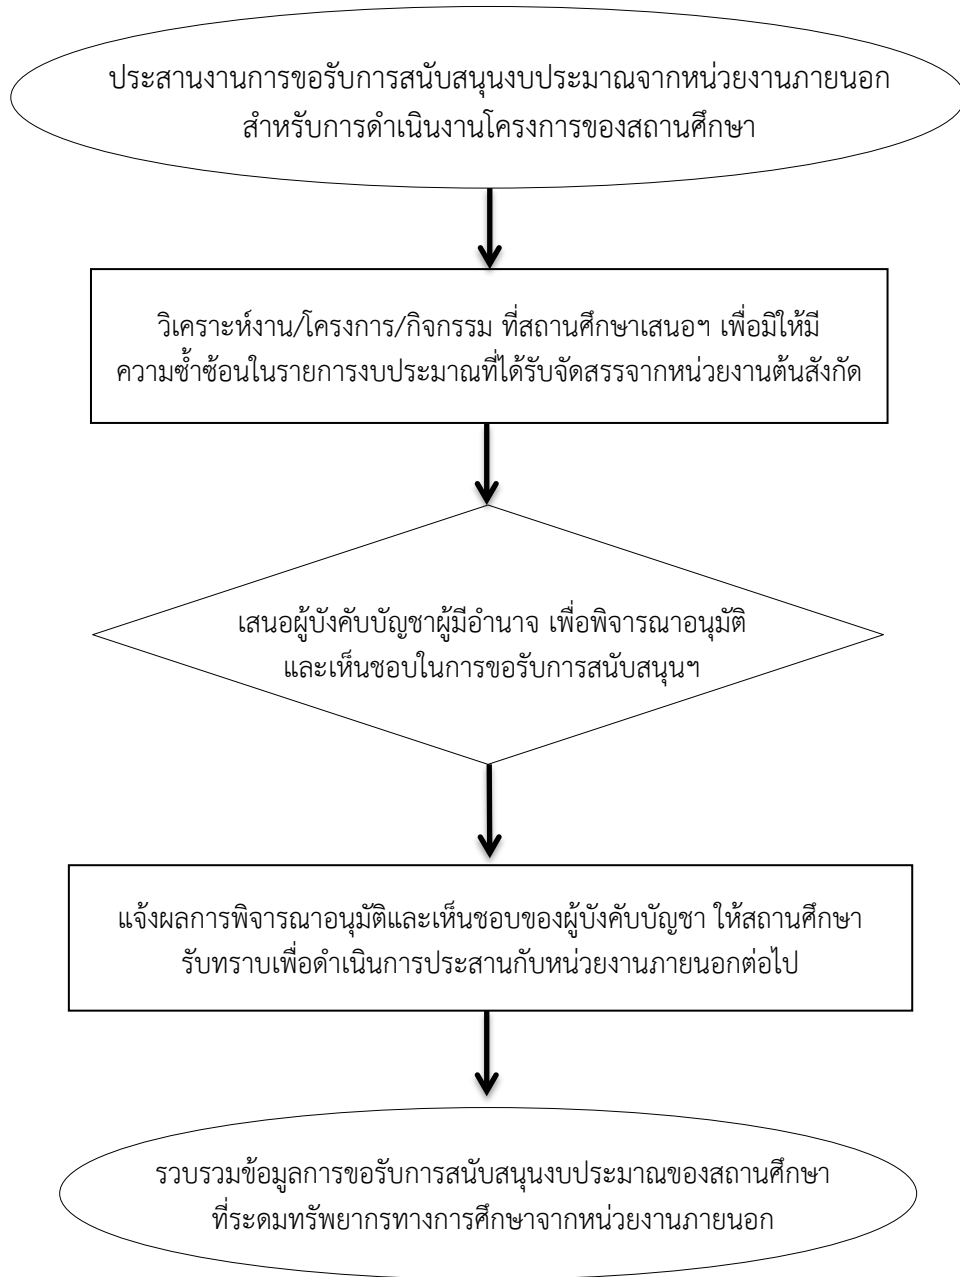 ประสานงานการขอรับการสนับสนุนงบประมาณจากหน่วยงานภายนอก
สำหรับการดำเนินงานโครงการของสถานศึกษา
วิเคราะห์งาน/โครงการ/กิจกรรม ที่สถานศึกษาเสนอฯ เพื่อมิให้มี
ความซ้ำซ้อนในรายการงบประมาณที่ได้รับจัดสรรจากหน่วยงานต้นสังกัด
เสนอผู้บังคับบัญชาผู้มีอำนาจ เพื่อพิจารณาอนุมัติ
และเห็นชอบในการขอรับการสนับสนุนฯ
แจ้งผลการพิจารณาอนุมัติและเห็นชอบของผู้บังคับบัญชา ให้สถานศึกษา
รับทราบเพื่อดำเนินการประสานกับหน่วยงานภายนอกต่อไป
รวบรวมข้อมูลการขอรับการสนับสนุนงบประมาณของสถานศึกษา
ที่ระดมทรัพยากรทางการศึกษาจากหน่วยงานภายนอก